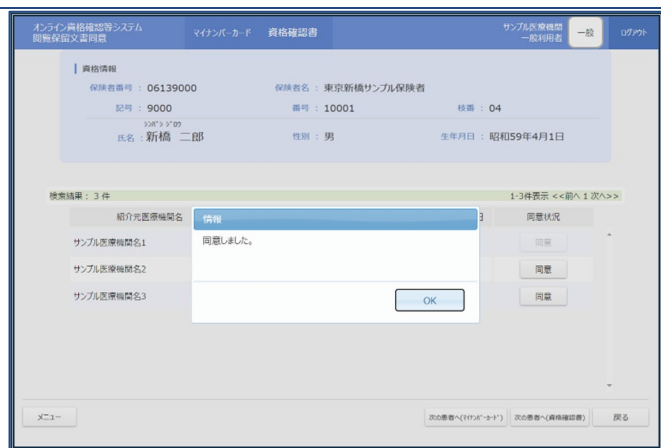 オンライン資格確認等システム
閲覧保留文書同意
マイナンバーカード 資格確認書
サンプル医療機関
一般利用者
一般
ログアウト
資格情報
保険者番号 : 06139000 保険者名 : 東京新橋サンプル保険者
記号 : 9000 番号 : 10001 枝番 : 04
ｼﾝﾊﾞｼ ｼﾞﾛｳ
氏名 : 新橋 二郎 性別 : 男 生年月日 : 昭和59年4月1日
検索結果 : 3 件 1-3件表示 <<前へ 1 次へ>>
紹介元医療機関名 日 同意状況
サンプル医療機関名1 同意
サンプル医療機関名2 同意
サンプル医療機関名3 同意
情報
同意しました。
OK
メニュー 次の患者へ(ﾏｲﾅﾝﾊﾞｰｶｰﾄﾞ) 次の患者へ(資格確認書) 戻る